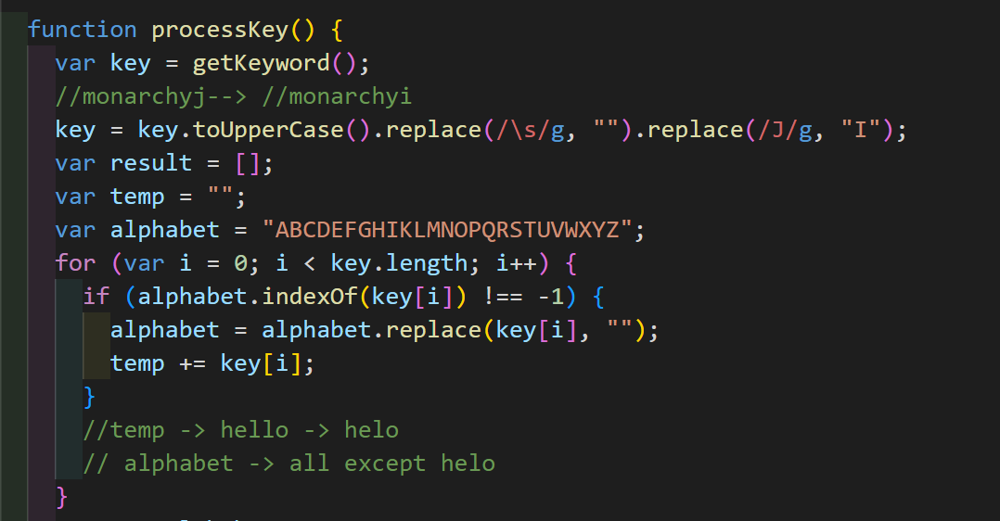 function processKey() {
var key = getKeyword();
//monarchyj--> //monarchyi
key = key.toUpperCase().replace(/\s/g, "").replace(/J/g, "I");
var result = [];
var temp = "";
var alphabet = "ABCDEFGHIKLMNOPQRSTUVWXYZ";
for (var i = 0; i < key.length; i++) {
if (alphabet.indexOf(key[i]) !== -1) {
alphabet = alphabet.replace(key[i], "");
temp += key[i];
}
//temp -> hello -> helo
// alphabet -> all except helo
}